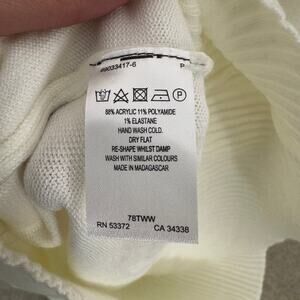 99033417-6 P
P
88% ACRYLIC 11% POLYAMIDE
1% ELASTANE
HAND WASH COLD.
DRY FLAT
RE-SHAPE WHILST DAMP
WASH WITH SIMILAR COLOURS
MADE IN MADAGASCAR
78TWW
RN 53372 CA 34338